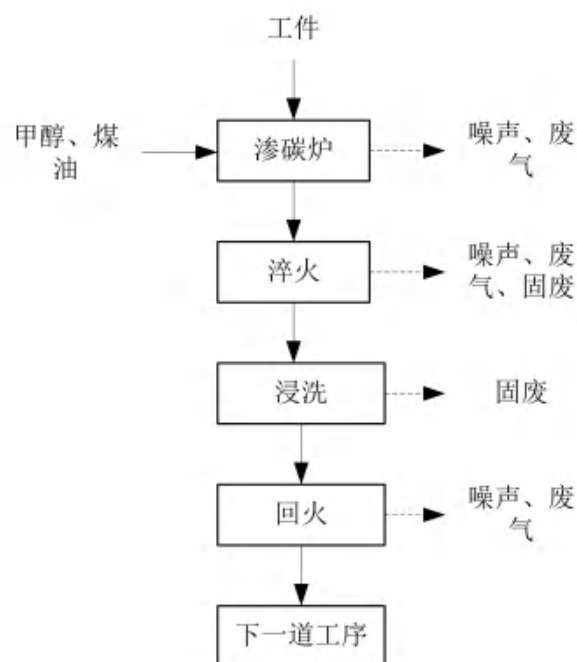 工件
甲醇、煤
油
渗碳炉
噪声、废
气
淬火
噪声、废
气、固废
浸洗
固废
回火
噪声、废
气
下一道工序